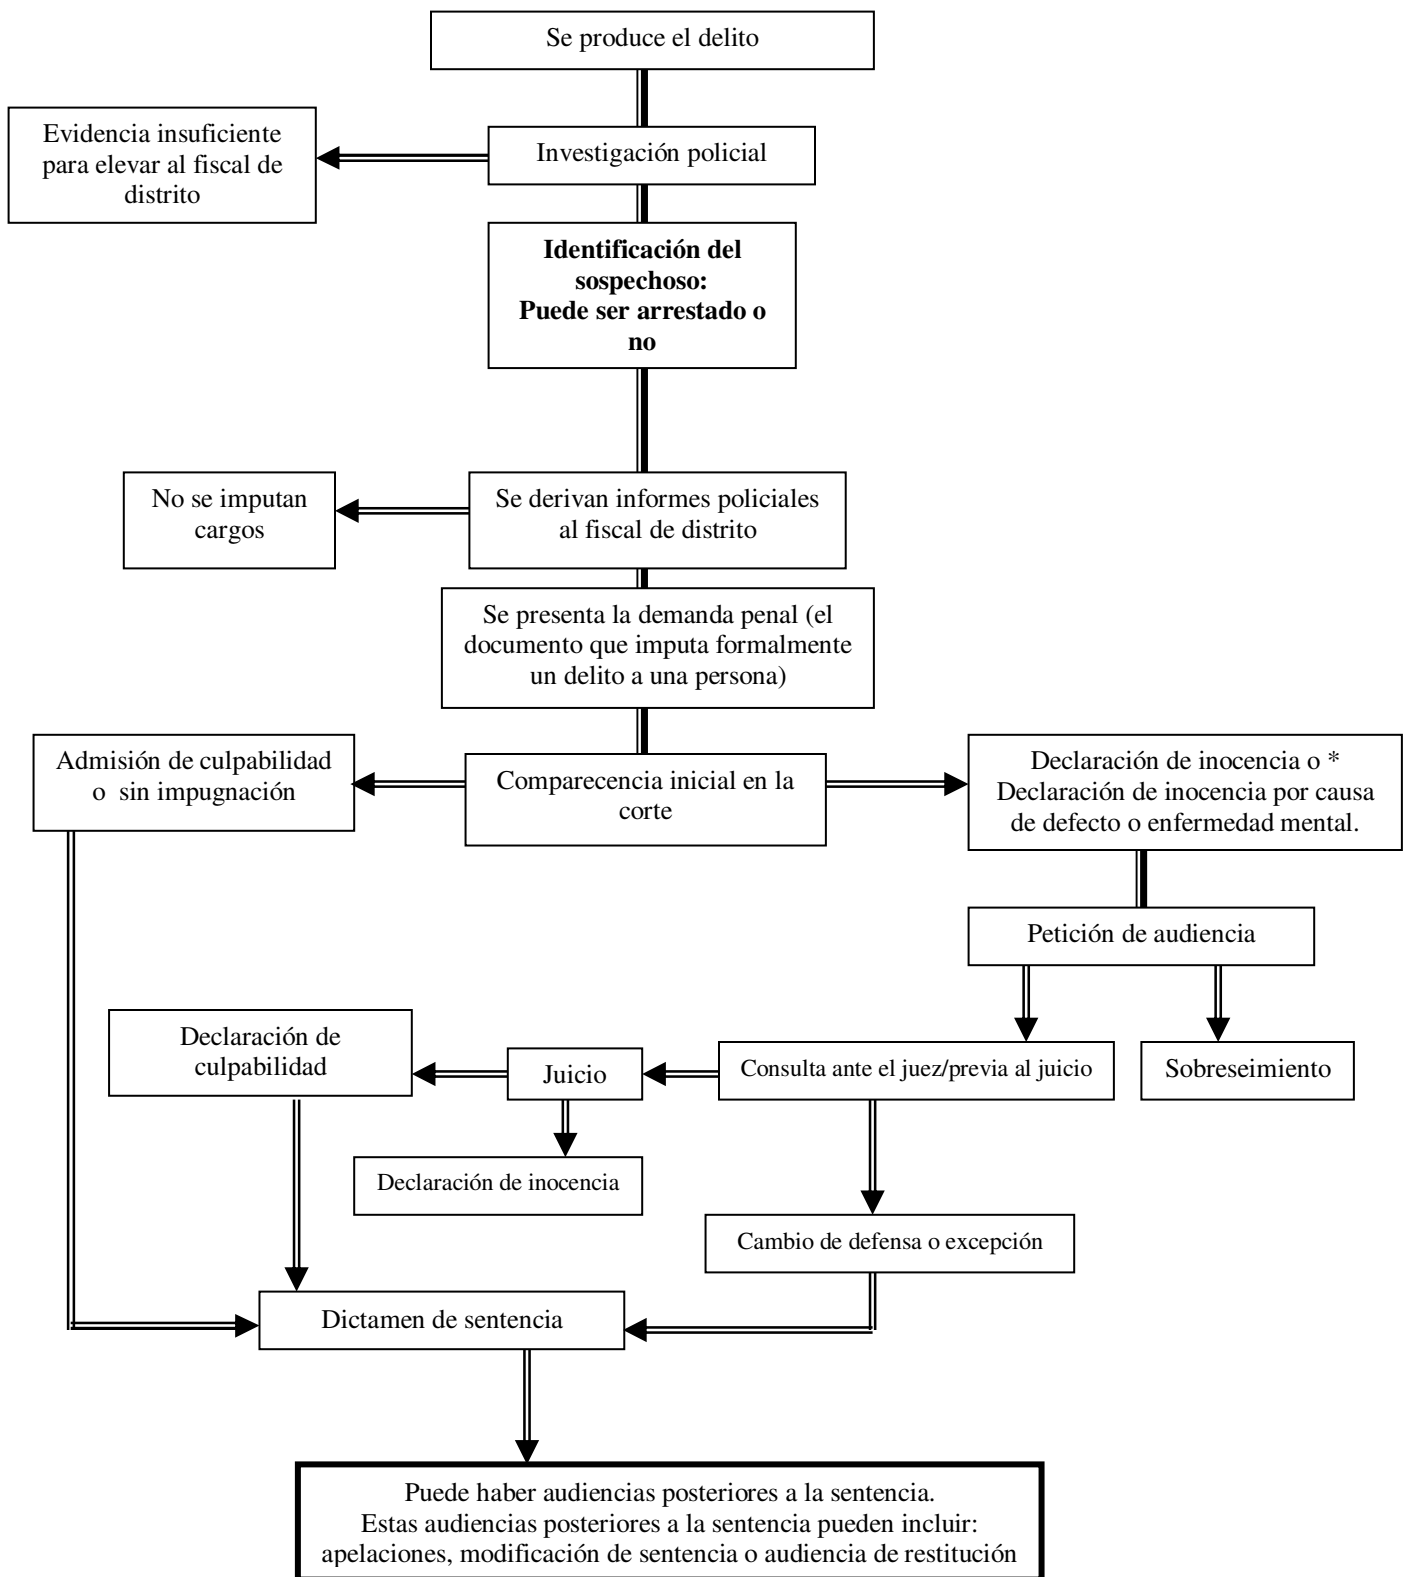 Se produce el delito
Evidencia insuficiente
para elevar al fiscal de
distrito
Investigación policial
Identificación del
sospechoso:
Puede ser arrestado o
no
No se imputan
cargos
Se derivan informes policiales
al fiscal de distrito
Se presenta la demanda penal (el
documento que imputa formalmente
un delito a una persona)
Admisión de culpabilidad
o sin impugnación
Comparecencia inicial en la
corte
Declaración de inocencia o *
Declaración de inocencia por causa
de defecto o enfermedad mental.
Petición de audiencia
Declaración de
culpabilidad
Juicio
Consulta ante el juez/previa al juicio
Sobreseimiento
Declaración de inocencia
Cambio de defensa o excepción
Dictamen de sentencia
Puede haber audiencias posteriores a la sentencia.
Estas audiencias posteriores a la sentencia pueden incluir:
apelaciones, modificación de sentencia o audiencia de restitución